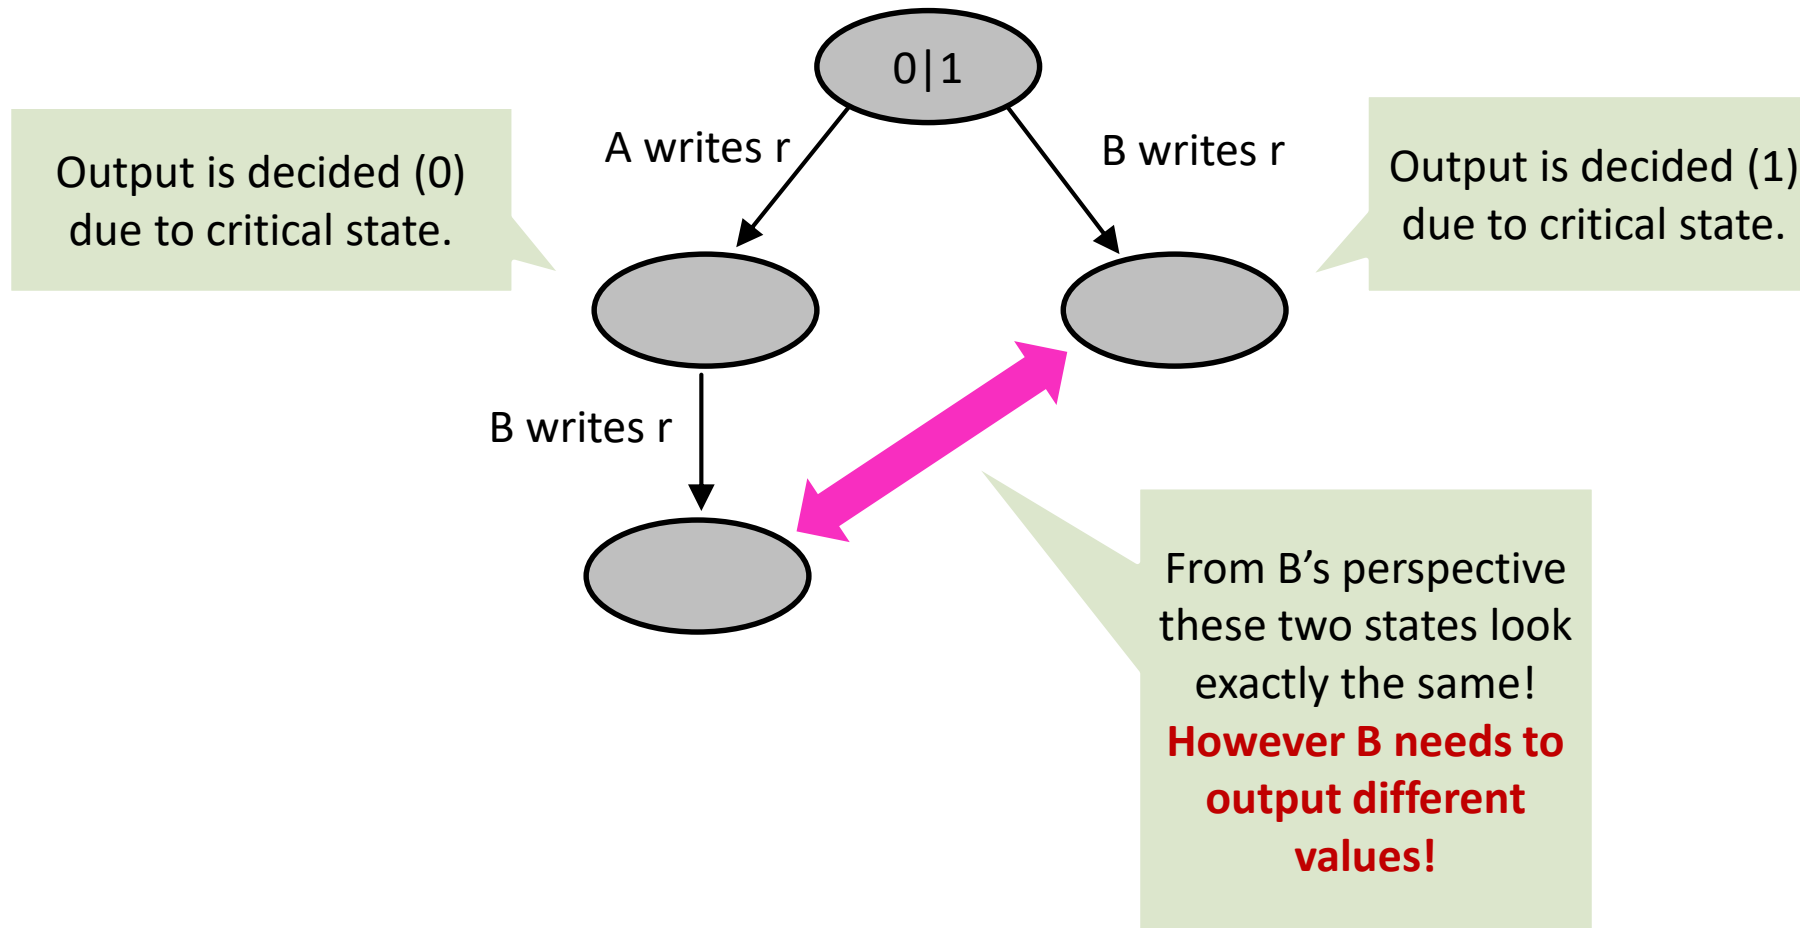 0|1
A writes r
B writes r
Output is decided (0)
due to critical state.
Output is decided (1)
due to critical state.
B writes r
From B’s perspective
these two states look
exactly the same!
However B needs to
output different
values!